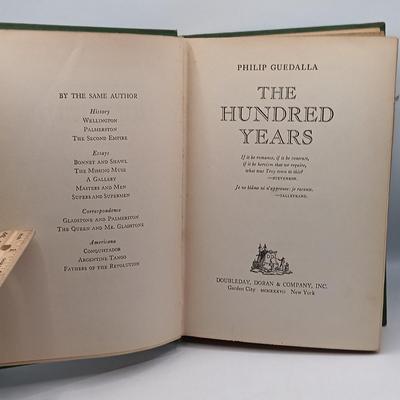 BY THE SAME AUTHOR
History
WELLINGTON
PALMERSTON
THE SECOND EMPIRE
Essays
BONNET AND SHAWL
THE MISSING MUSE
A GALLERY
MASTERS AND MEN
SUPERS AND SUPERMEN
Correspondence
GLADSTONE AND PALMERSTON
THE QUEEN AND MR. GLADSTONE
Americana
CONQUISTADOR
ARGENTINE TANGO
FATHERS OF THE REVOLUTION
PHILIP GUEDALLA
THE
HUNDRED
YEARS
If it be romance, if it be contrast,
if it be heroism that we require,
what was Troy town to this?
—STEVENSON.
Je ne blâme ni n'approuve: je raconte.
—TALLEYRAND.
DOUBLEDAY, DORAN & COMPANY, INC.
Garden City MCMXXXVII New York